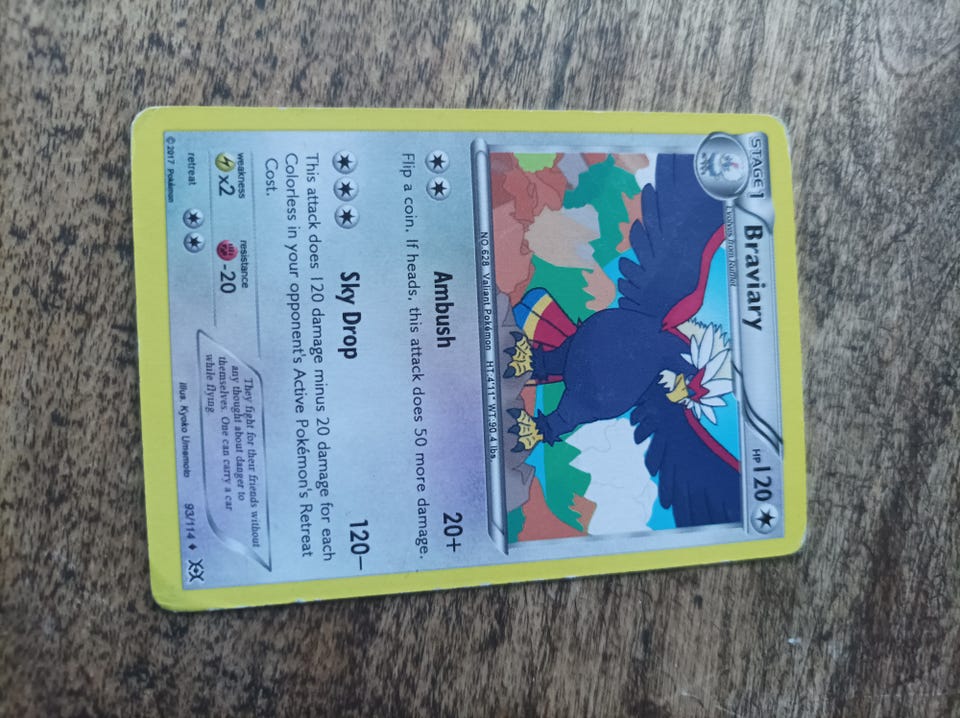 STAGE 1
Braviary
HP 120
Evolves from Rufflet
NO. 628 Valiant Pokémon HT: 4'11" WT: 90.4 lbs.
Ambush 20+
Flip a coin. If heads, this attack does 50 more damage.
Sky Drop 120−
This attack does 120 damage minus 20 damage for each
Colorless in your opponent's Active Pokémon's Retreat
Cost.
weakness
×2
resistance
-20
retreat
They fight for their friends without
any thought about danger to
themselves. One can carry a car
while flying.
Illus. Kyoko Umemoto
93/114
©2017 Pokémon